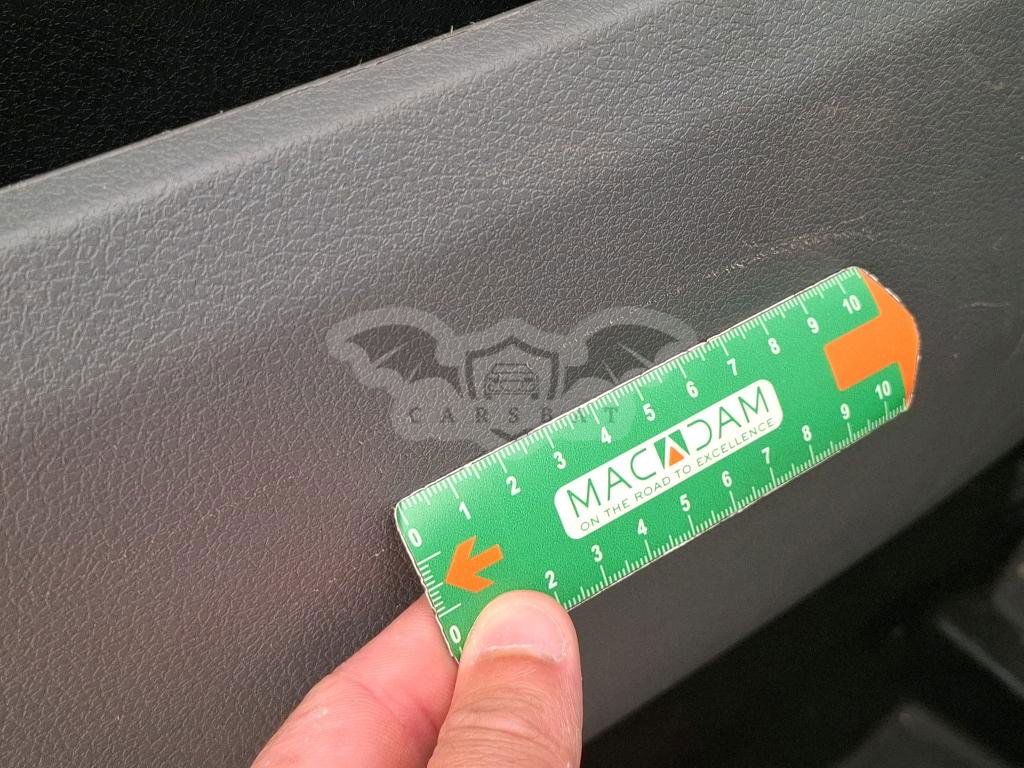 CARSBAT
0 1 2 3 4 5 6 7 8 9 10
MACADAM
ON THE ROAD TO EXCELLENCE
0 2 3 4 5 6 7 8 9 10